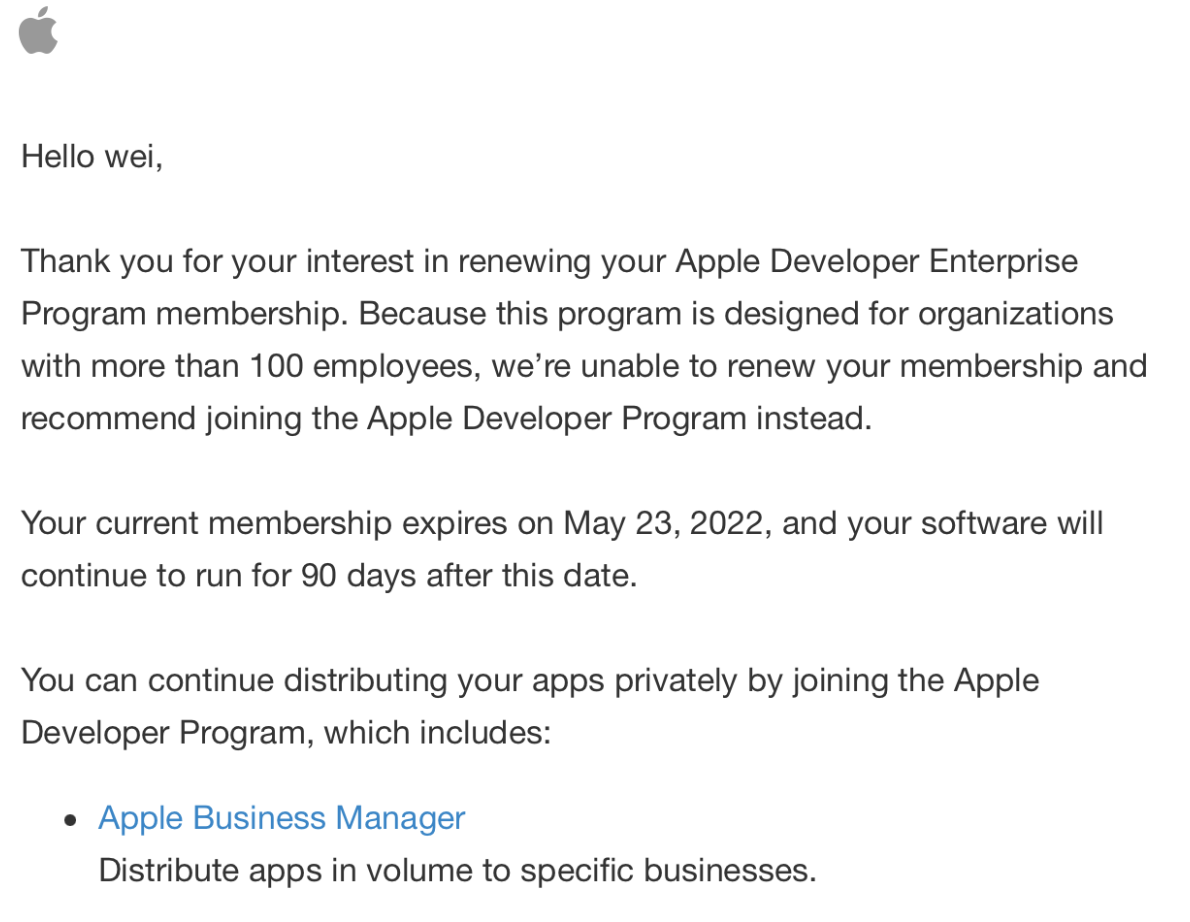 Hello wei,
Thank you for your interest in renewing your Apple Developer Enterprise
Program membership. Because this program is designed for organizations
with more than 100 employees, we’re unable to renew your membership and
recommend joining the Apple Developer Program instead.
Your current membership expires on May 23, 2022, and your software will
continue to run for 90 days after this date.
You can continue distributing your apps privately by joining the Apple
Developer Program, which includes:
• Apple Business Manager
Distribute apps in volume to specific businesses.